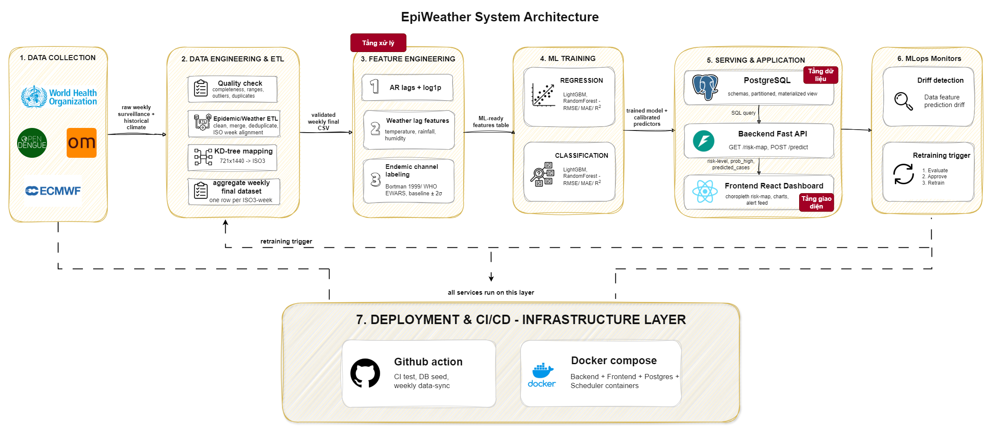 EpiWeather System Architecture
1. DATA COLLECTION
World Health
Organization
OPEN
DENGUE
om
ECMWF
raw weekly
surveillance +
historical
climate
2. DATA ENGINEERING & ETL
Quality check
completeness, ranges,
outliers, duplicates
ETL
Epidemic/Weather ETL
clean, merge, deduplicate,
ISO week alignment
KD-tree mapping
721x1440 -> ISO3
aggregate weekly
final dataset
one row per ISO3-week
validated
weekly final
CSV
Tầng xử lý
3. FEATURE ENGINEERING
1
AR lags + log1p
2
Weather lag features
temperature, rainfall,
humidity
3
Endemic channel
labeling
Bortman 1999/ WHO
EWARS, baseline ± 2σ
ML-ready
features table
4. ML TRAINING
REGRESSION
LightGBM,
RandomForest -
RMSE/ MAE/ R²
CLASSIFICATION
LightGBM,
RandomForest -
RMSE/ MAE/ R²
trained model +
calibrated
predictors
5. SERVING & APPLICATION
Tầng dữ
liệu
PostgreSQL
schemas, partitioned, materialized view
SQL query
Baeckend Fast API
GET /risk-map, POST /predict
risk-level, prob_high,
predicted_cases
Frontend React Dashboard
choropleth risk-map, charts,
alert feed
Tầng giao
diện
6. MLops Monitors
Driff detection
Data feature
prediction driff
Retraining trigger
1. Evaluate
2. Approve
3. Retrain
retraining trigger
all services run on this layer
7. DEPLOYMENT & CI/CD - INFRASTRUCTURE LAYER
Github action
CI test, DB seed,
weekly data-sync
docker
Docker compose
Backend + Frontend + Postgres +
Scheduler containers